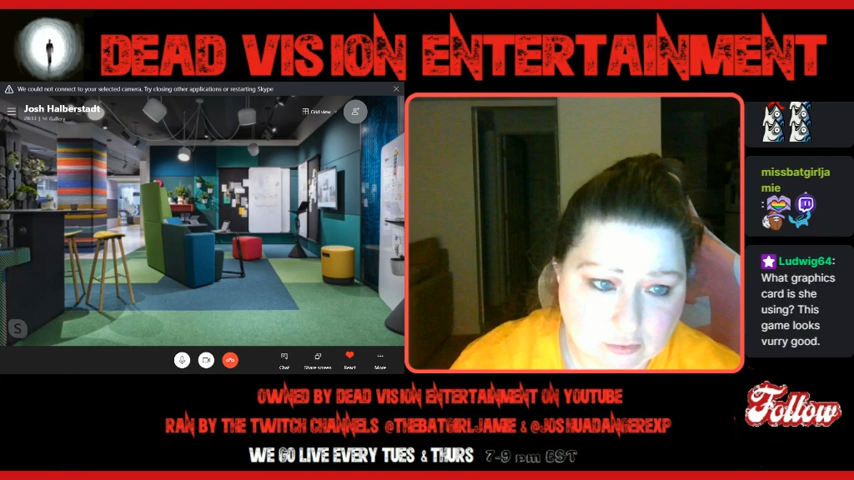 DEAD VISION ENTERTAINMENT
We could not connect to your selected camera. Try closing other applications or restarting Skype
Josh Halberstadt
Grid view
S
Chat
Share screen
React
More
missbatgirlja
mie
:
Ludwig64:
What graphics
card is she
using? This
game looks
vurry good.
OWNED BY DEAD VISION ENTERTAINMENT ON YOUTUBE
RAN BY THE TWITCH CHANNELS @THEBATGIRLJAMIE & @JOSHUADANGEREXP
WE GO LIVE EVERY TUES & THURS 7-9 pm EST
Follow